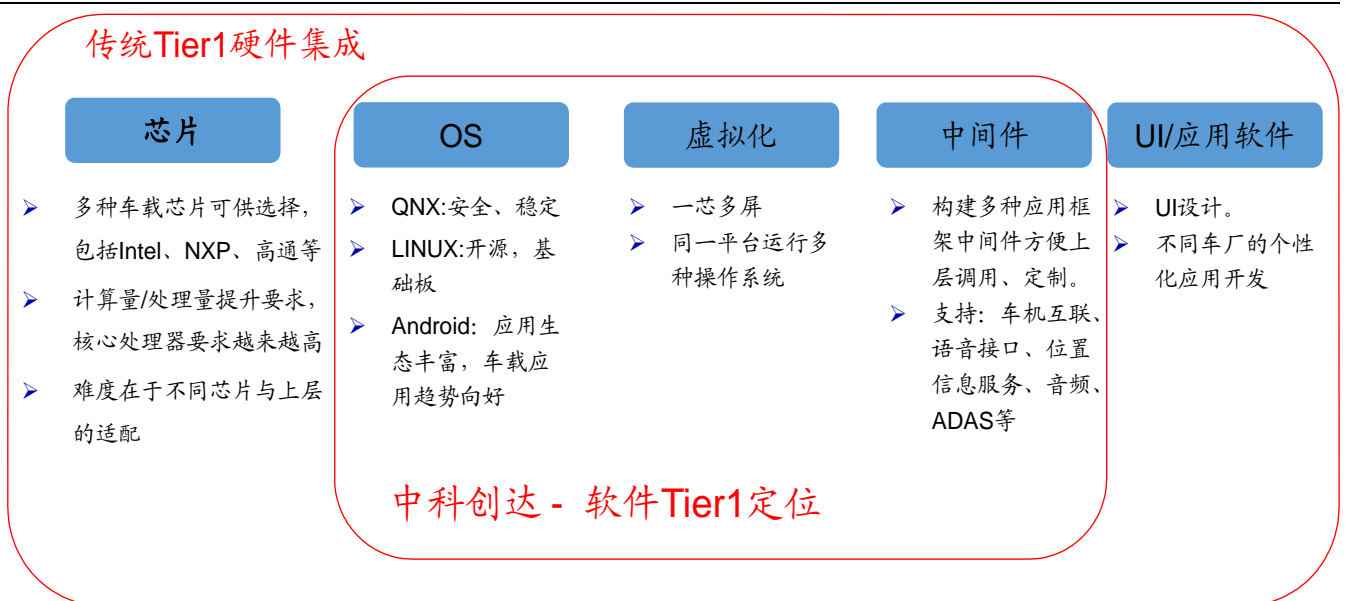 传统Tier1硬件集成
芯片
多种车载芯片可供选择，
包括Intel、NXP、高通等
计算量/处理量提升要求，
核心处理器要求越来越高
难度在于不同芯片与上层
的适配
OS
QNX:安全、稳定
LINUX:开源，基
础板
Android：应用生
态丰富，车载应
用趋势向好
虚拟化
一芯多屏
同一平台运行多
种操作系统
中间件
构建多种应用框
架中间件方便上
层调用、定制。
支持：车机互联、
语音接口、位置
信息服务、音频、
ADAS等
UI/应用软件
UI设计。
不同车厂的个性
化应用开发
中科创达 - 软件Tier1定位